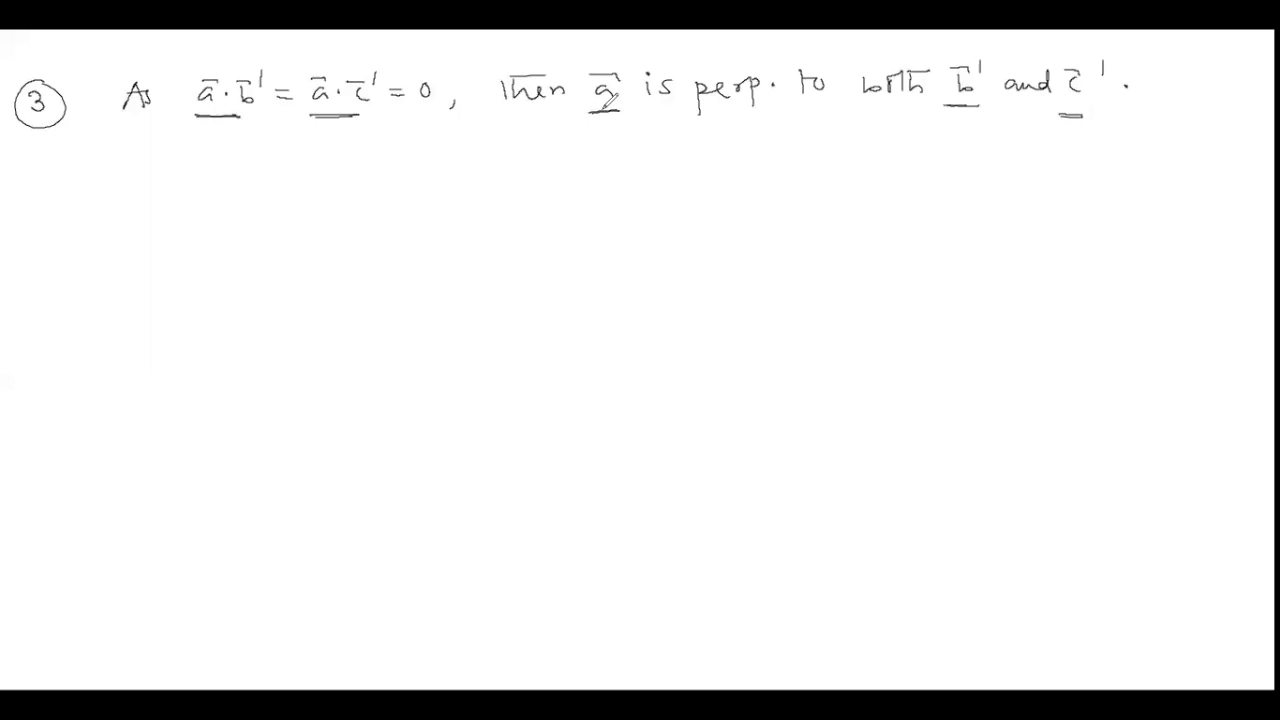 ③ As a̅·b̅' = a̅·c̅' = 0, then a̅ is perp. to both b̅' and c̅'.